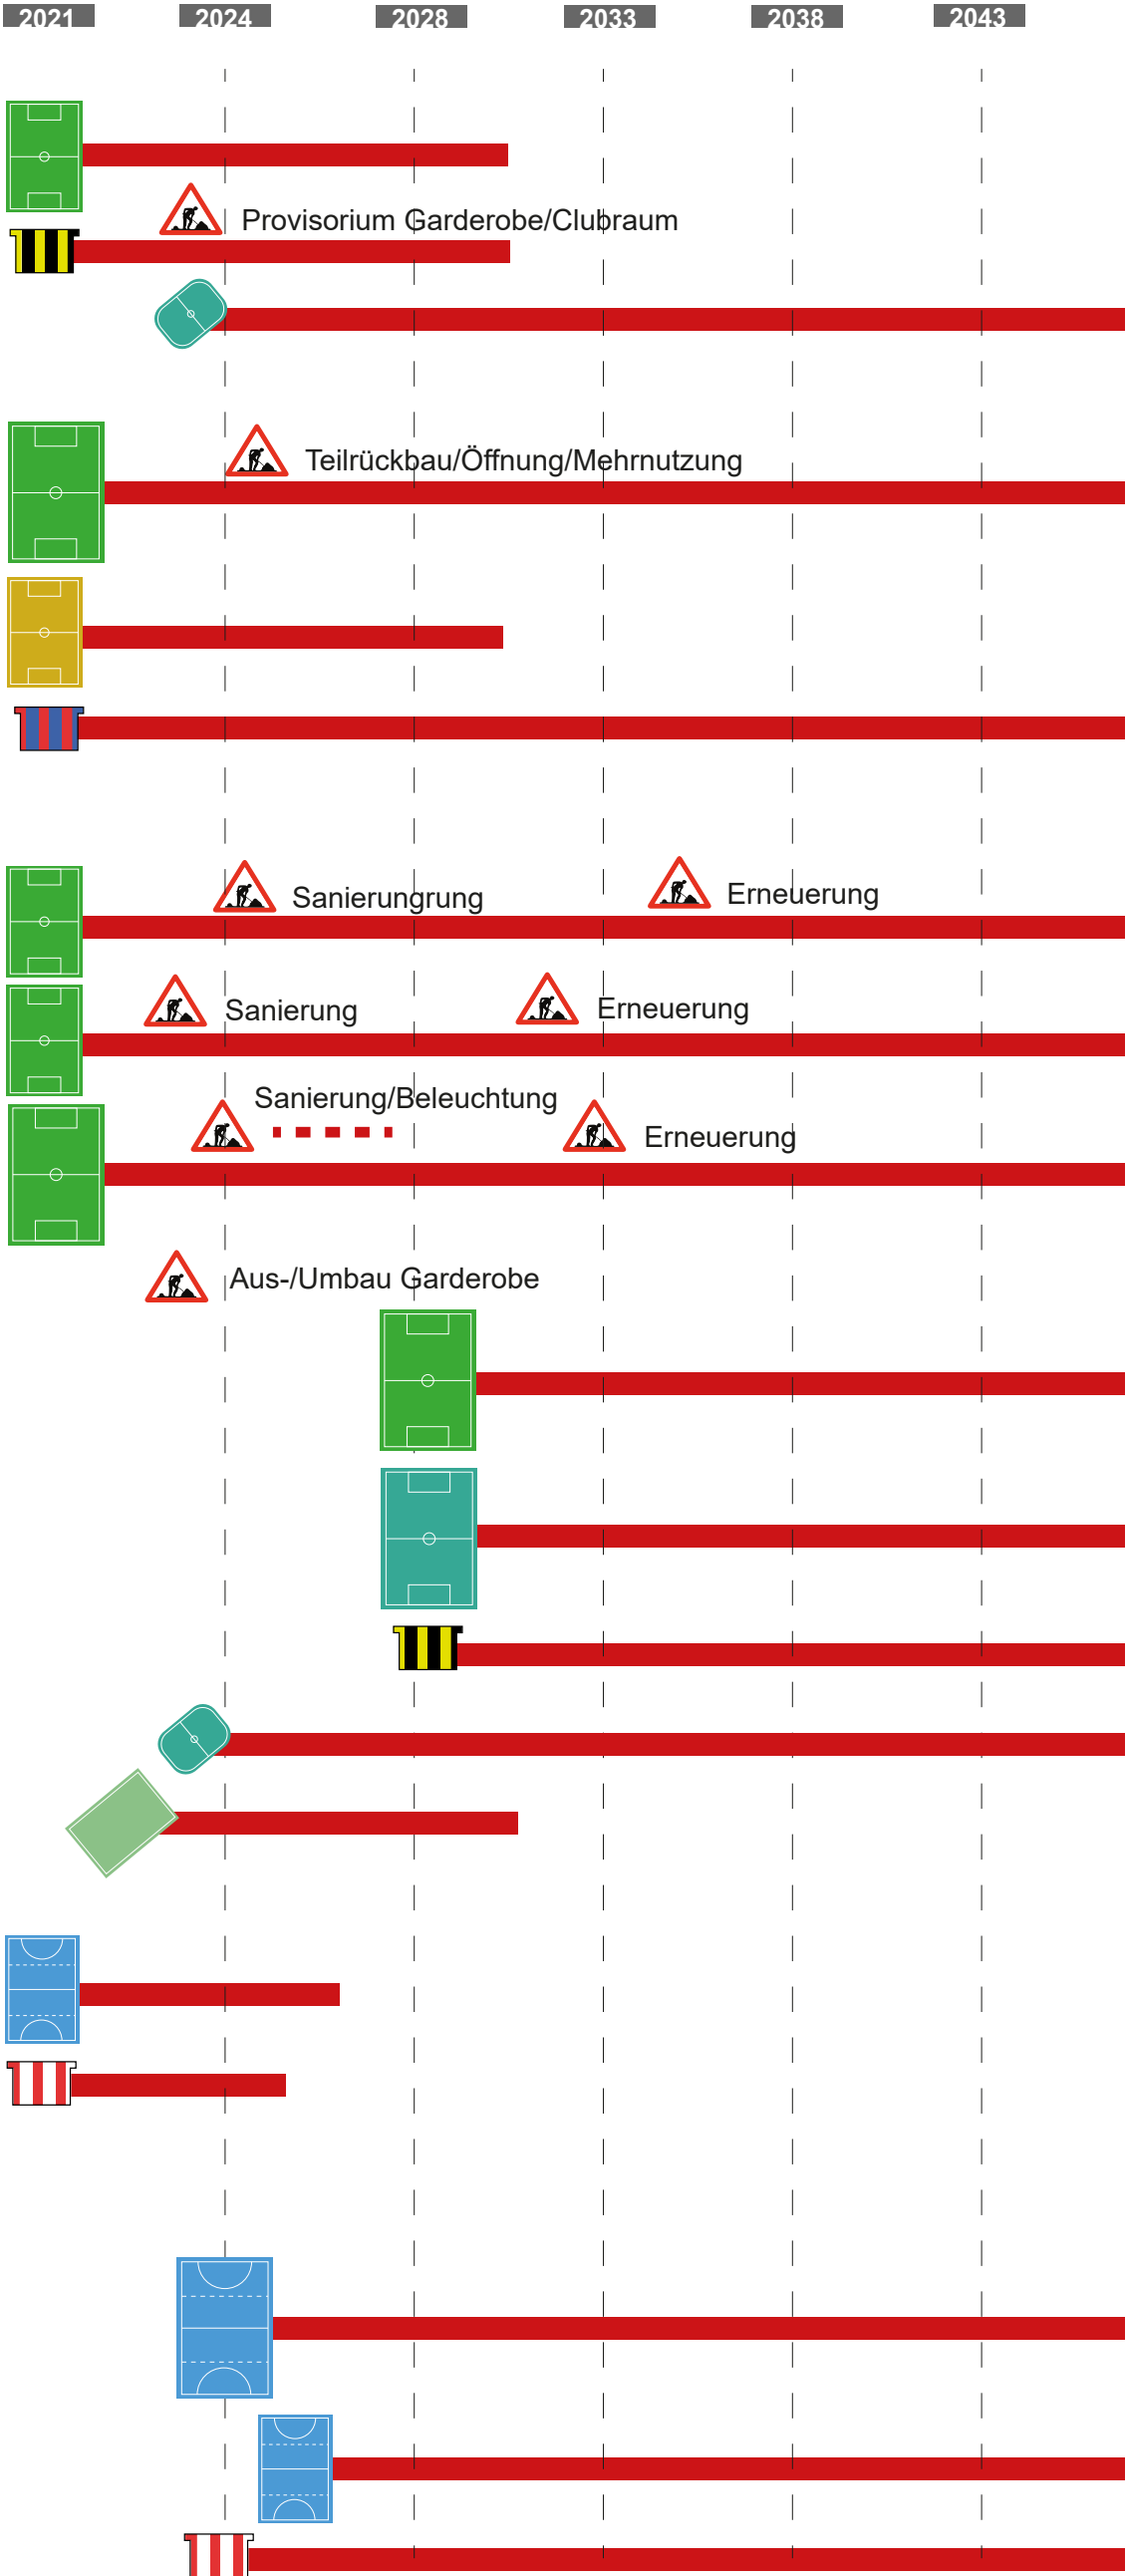 2021 2024 2028 2033 2038 2043
Provisorium Garderobe/Clubraum
Teilrückbau/Öffnung/Mehrnutzung
Sanierungrung Erneuerung
Sanierung Erneuerung
Sanierung/Beleuchtung
Erneuerung
Aus-/Umbau Garderobe